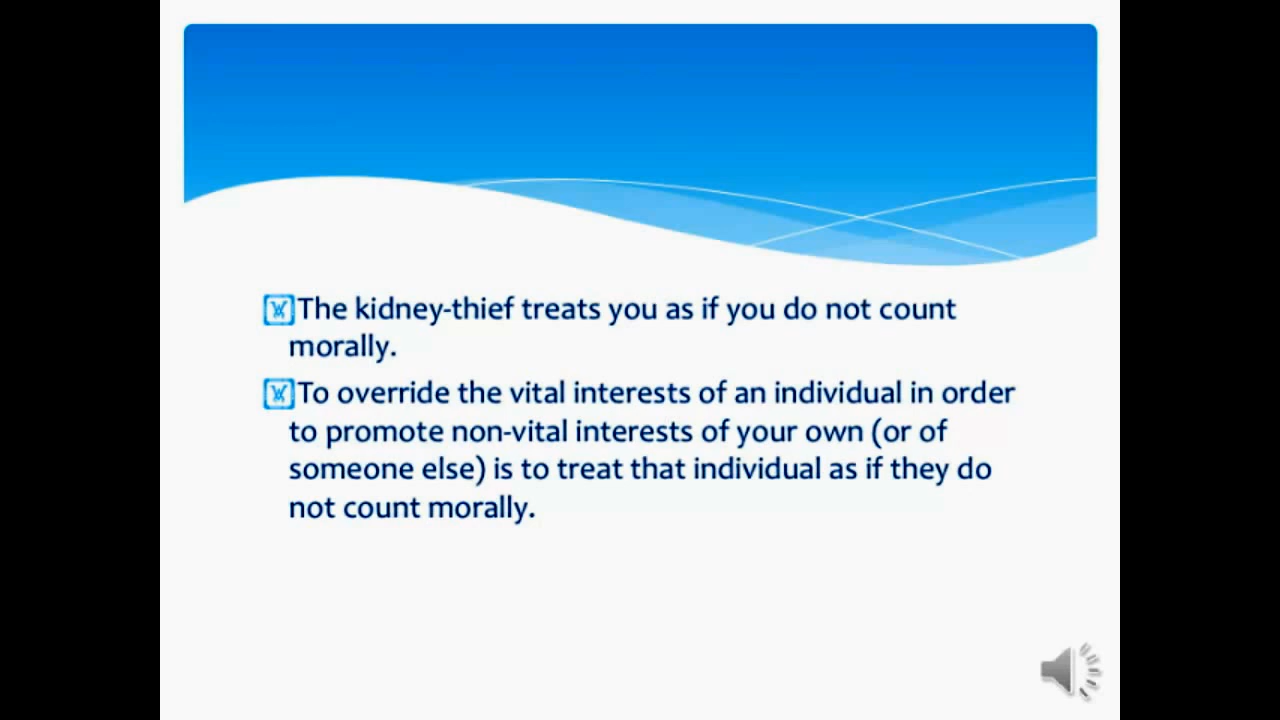 The kidney-thief treats you as if you do not count
morally.
To override the vital interests of an individual in order
to promote non-vital interests of your own (or of
someone else) is to treat that individual as if they do
not count morally.